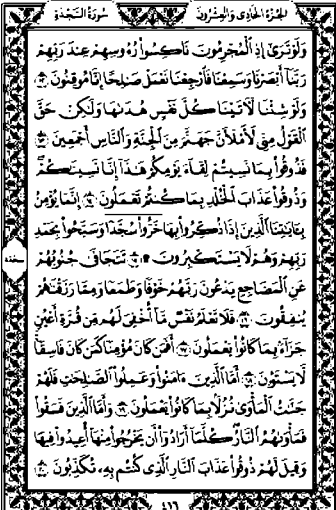 الجزء الحادي والعشرون سورة السجدة
وَلَوْ تَرَىٰٓ إِذِ ٱلْمُجْرِمُونَ نَاكِسُوا۟ رُءُوسِهِمْ عِندَ رَبِّهِمْ
رَبَّنَآ أَبْصَرْنَا وَسَمِعْنَا فَٱرْجِعْنَا نَعْمَلْ صَٰلِحًا إِنَّا مُوقِنُونَ ١٢
وَلَوْ شِئْنَا لَءَاتَيْنَا كُلَّ نَفْسٍ هُدَىٰهَا وَلَٰكِنْ حَقَّ
ٱلْقَوْلُ مِنِّى لَأَمْلَأَنَّ جَهَنَّمَ مِنَ ٱلْجِنَّةِ وَٱلنَّاسِ أَجْمَعِينَ ١٣
فَذُوقُوا۟ بِمَا نَسِيتُمْ لِقَآءَ يَوْمِكُمْ هَٰذَآ إِنَّا نَسِينَٰكُمْ
وَذُوقُوا۟ عَذَابَ ٱلْخُلْدِ بِمَا كُنتُمْ تَعْمَلُونَ ١٤ إِنَّمَا يُؤْمِنُ
بِـَٔايَٰتِنَا ٱلَّذِينَ إِذَا ذُكِّرُوا۟ بِهَا خَرُّوا۟ سُجَّدًا وَسَبَّحُوا۟ بِحَمْدِ
رَبِّهِمْ وَهُمْ لَا يَسْتَكْبِرُونَ ۩ ١٥ تَتَجَافَىٰ جُنُوبُهُمْ
سجدة
عَنِ ٱلْمَضَاجِعِ يَدْعُونَ رَبَّهُمْ خَوْفًا وَطَمَعًا وَمِمَّا رَزَقْنَٰهُمْ
يُنفِقُونَ ١٦ فَلَا تَعْلَمُ نَفْسٌ مَّآ أُخْفِىَ لَهُم مِّن قُرَّةِ أَعْيُنٍ
جَزَآءًۢ بِمَا كَانُوا۟ يَعْمَلُونَ ١٧ أَفَمَن كَانَ مُؤْمِنًا كَمَن كَانَ فَاسِقًا
لَّا يَسْتَوُۥنَ ١٨ أَمَّا ٱلَّذِينَ ءَامَنُوا۟ وَعَمِلُوا۟ ٱلصَّٰلِحَٰتِ فَلَهُمْ
جَنَّٰتُ ٱلْمَأْوَىٰ نُزُلًۢا بِمَا كَانُوا۟ يَعْمَلُونَ ١٩ وَأَمَّا ٱلَّذِينَ فَسَقُوا۟
فَمَأْوَىٰهُمُ ٱلنَّارُ كُلَّمَآ أَرَادُوٓا۟ أَن يَخْرُجُوا۟ مِنْهَآ أُعِيدُوا۟ فِيهَا
وَقِيلَ لَهُمْ ذُوقُوا۟ عَذَابَ ٱلنَّارِ ٱلَّذِى كُنتُم بِهِۦ تُكَذِّبُونَ ٢٠
٤١٦